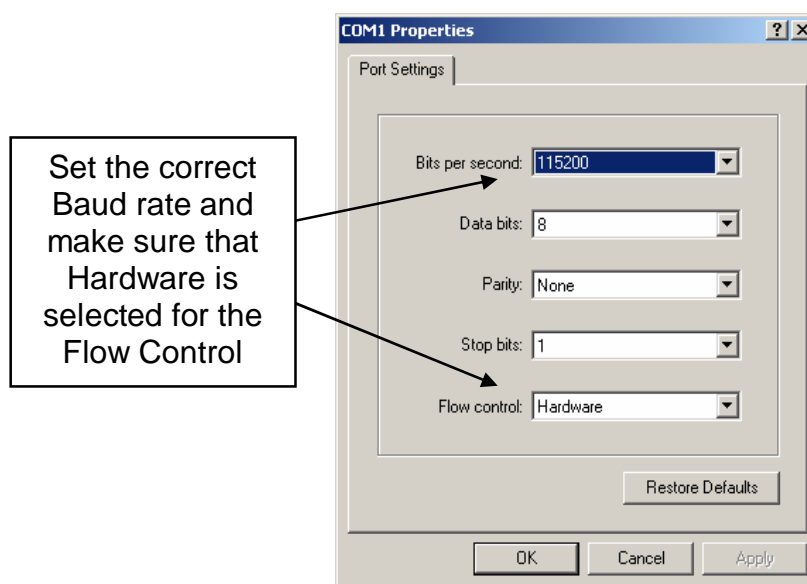 COM1 Properties
Port Settings
Set the correct
Baud rate and
make sure that
Hardware is
selected for the
Flow Control
Bits per second: 115200
Data bits: 8
Parity: None
Stop bits: 1
Flow control: Hardware
Restore Defaults
OK Cancel Apply